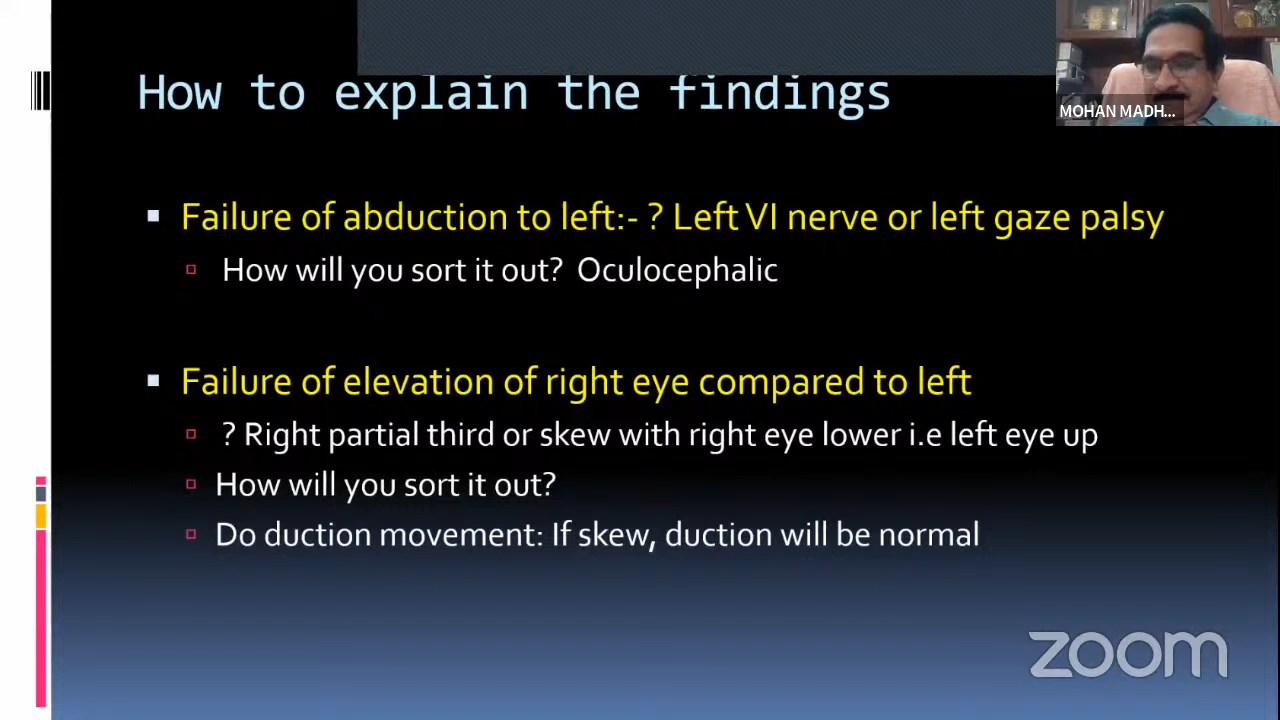 How to explain the findings
MOHAN MADH...
Failure of abduction to left:- ? Left VI nerve or left gaze palsy
How will you sort it out? Oculocephalic
Failure of elevation of right eye compared to left
? Right partial third or skew with right eye lower i.e left eye up
How will you sort it out?
Do duction movement: If skew, duction will be normal
zoom